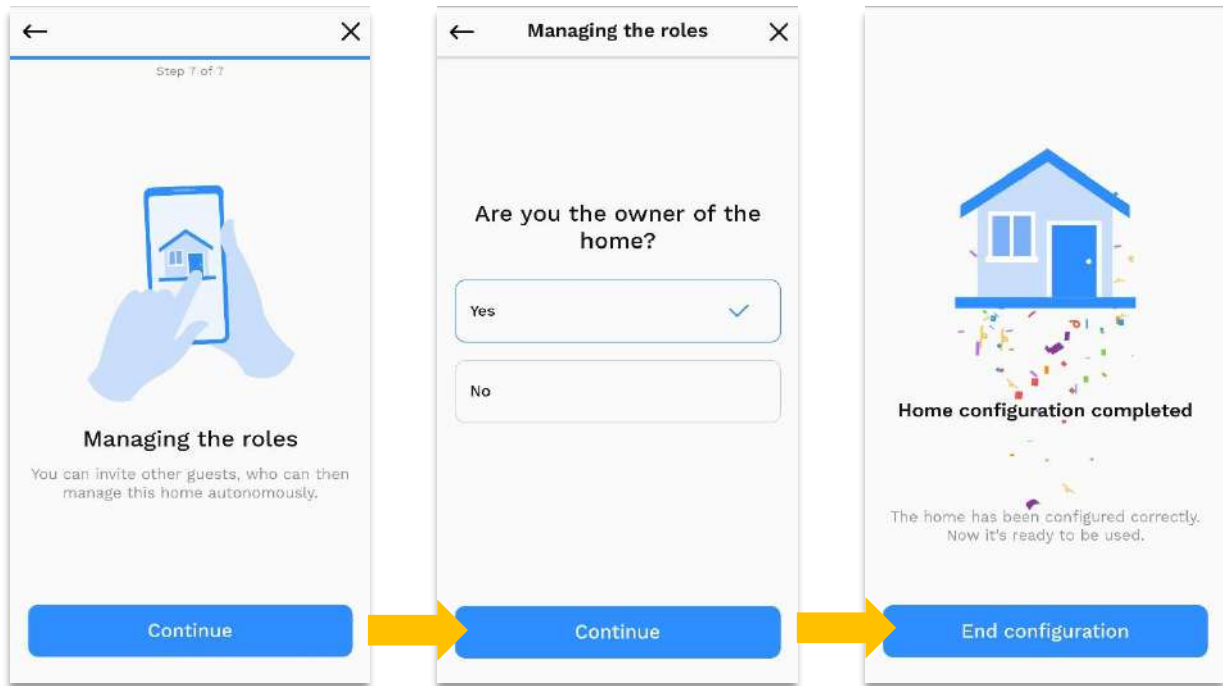 Step 7 of 7
Managing the roles
You can invite other guests, who can then
manage this home autonomously.
Continue
Managing the roles
Are you the owner of the
home?
Yes
No
Continue
Home configuration completed
The home has been configured correctly.
Now it's ready to be used.
End configuration